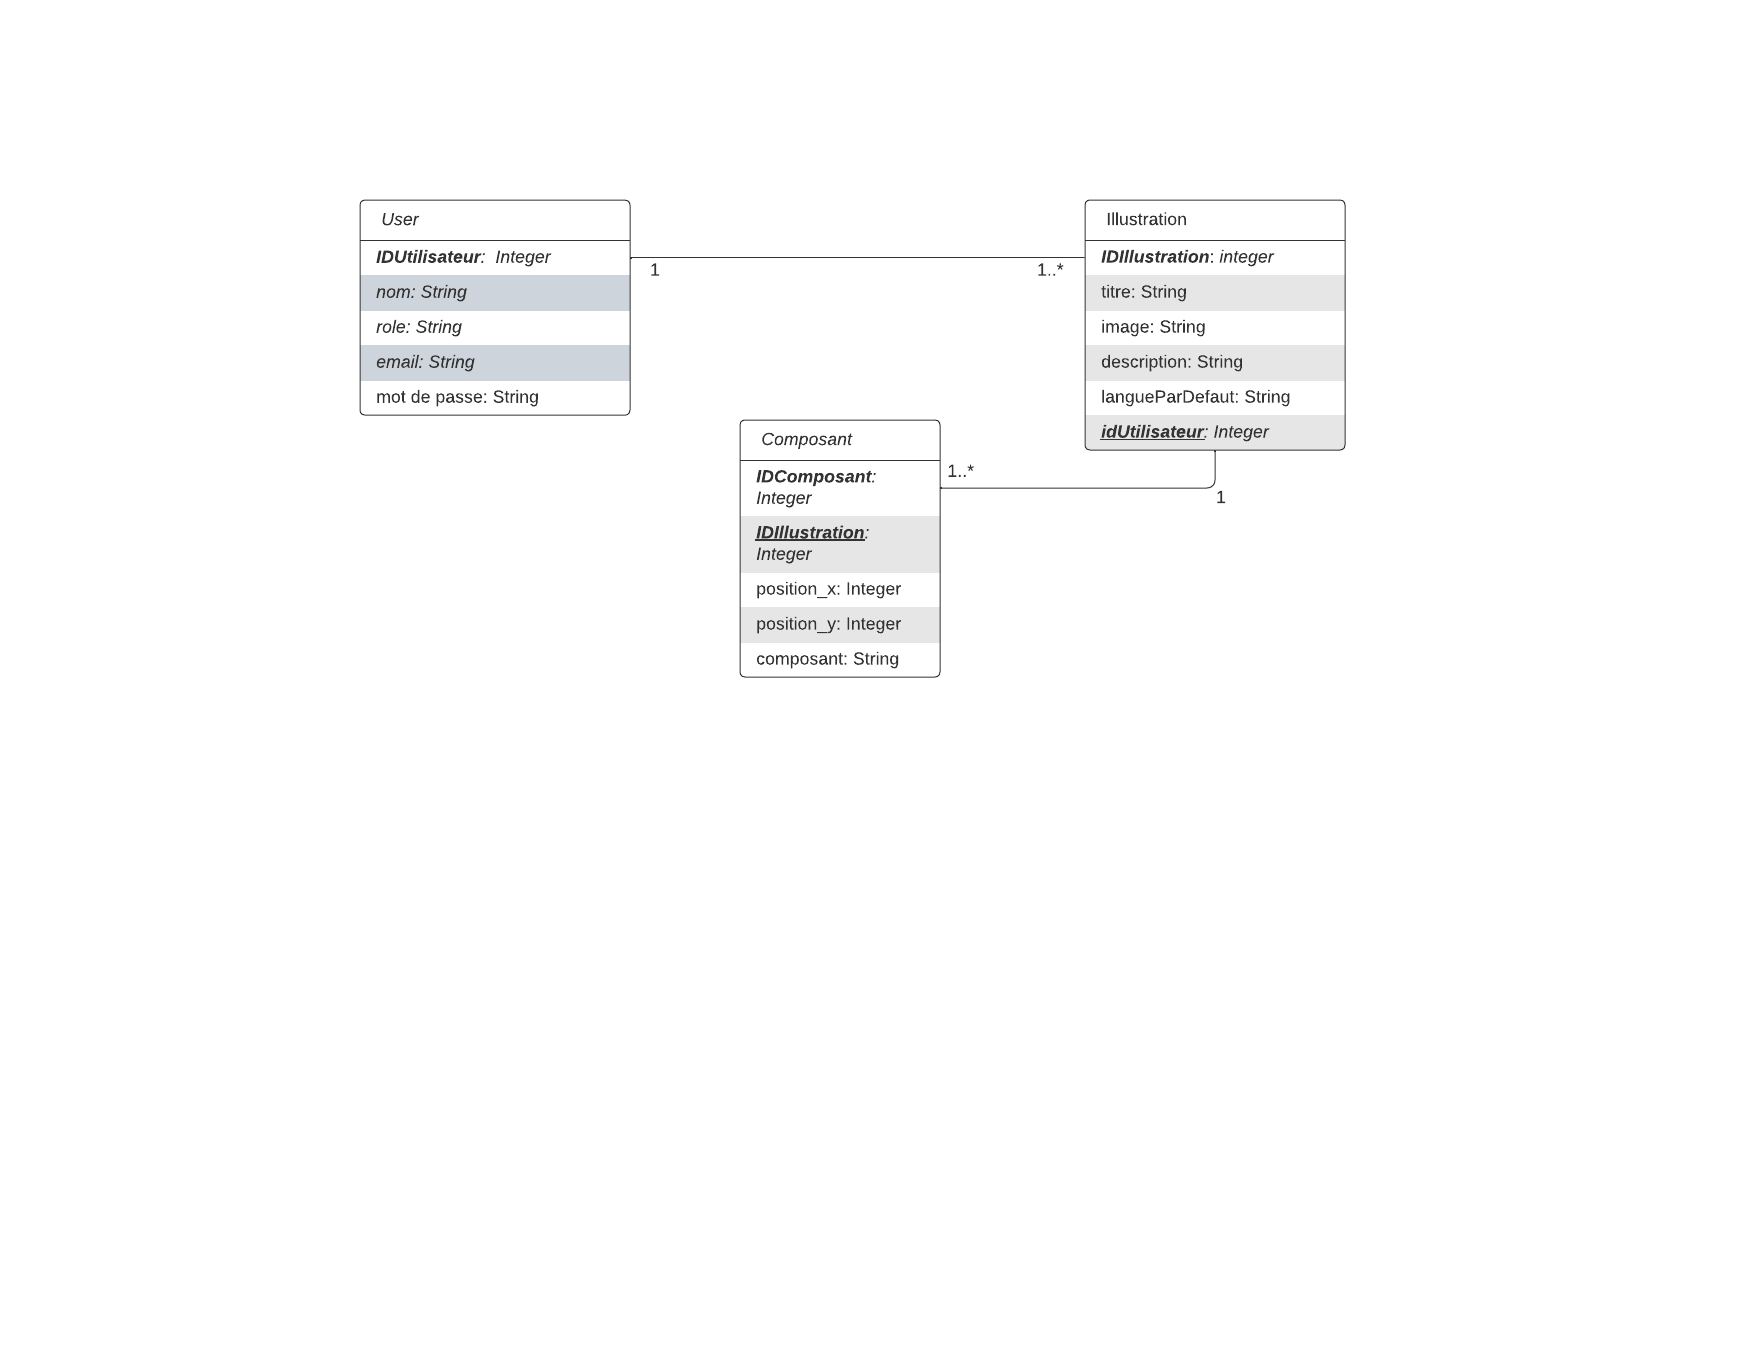 User
IDUtilisateur: Integer
nom: String
role: String
email: String
mot de passe: String
1
1..*
Illustration
IDIllustration: integer
titre: String
image: String
description: String
langueParDefaut: String
idUtilisateur: Integer
Composant
IDComposant:
Integer
IDIllustration:
Integer
position_x: Integer
position_y: Integer
composant: String
1..*
1